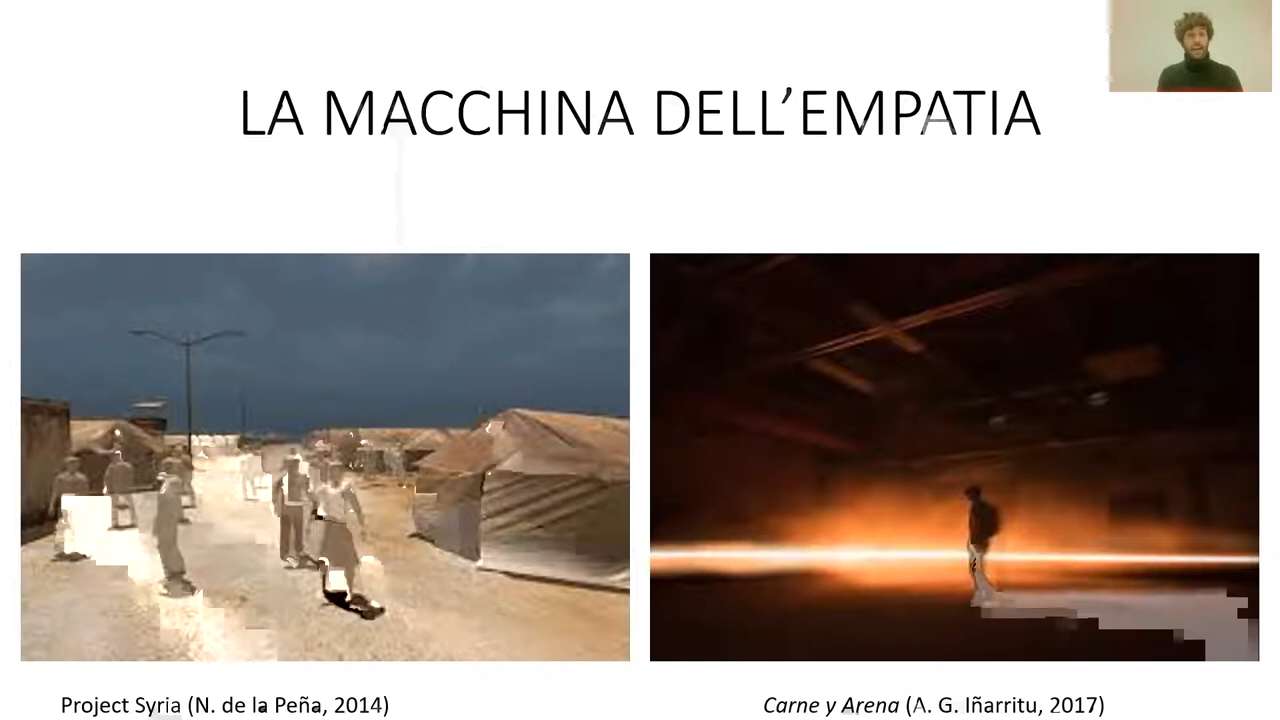 LA MACCHINA DELL’EMPATIA
Project Syria (N. de la Peña, 2014)
Carne y Arena (A. G. Iñarritu, 2017)